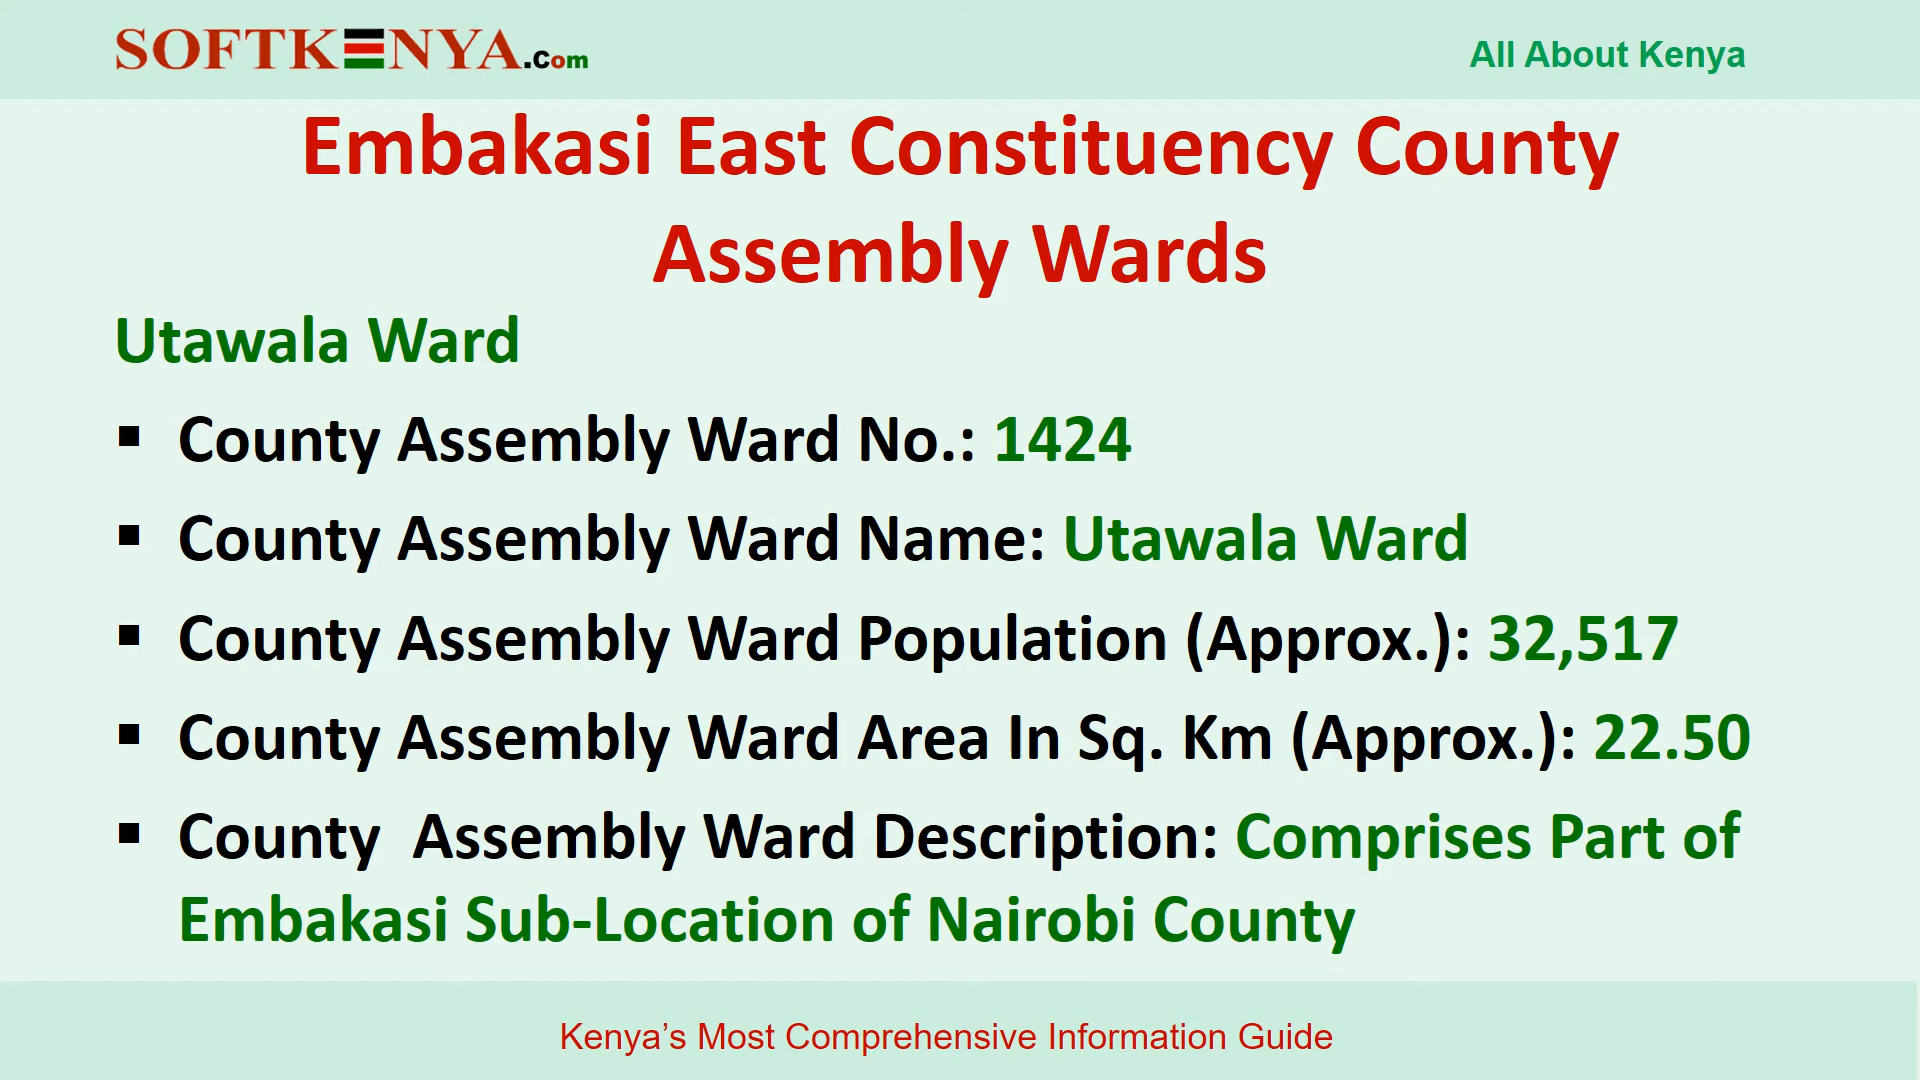 SOFTKENYA.Com
All About Kenya
Embakasi East Constituency County
Assembly Wards
Utawala Ward
▪ County Assembly Ward No.: 1424
▪ County Assembly Ward Name: Utawala Ward
▪ County Assembly Ward Population (Approx.): 32,517
▪ County Assembly Ward Area In Sq. Km (Approx.): 22.50
▪ County  Assembly Ward Description: Comprises Part of
Embakasi Sub-Location of Nairobi County
Kenya’s Most Comprehensive Information Guide